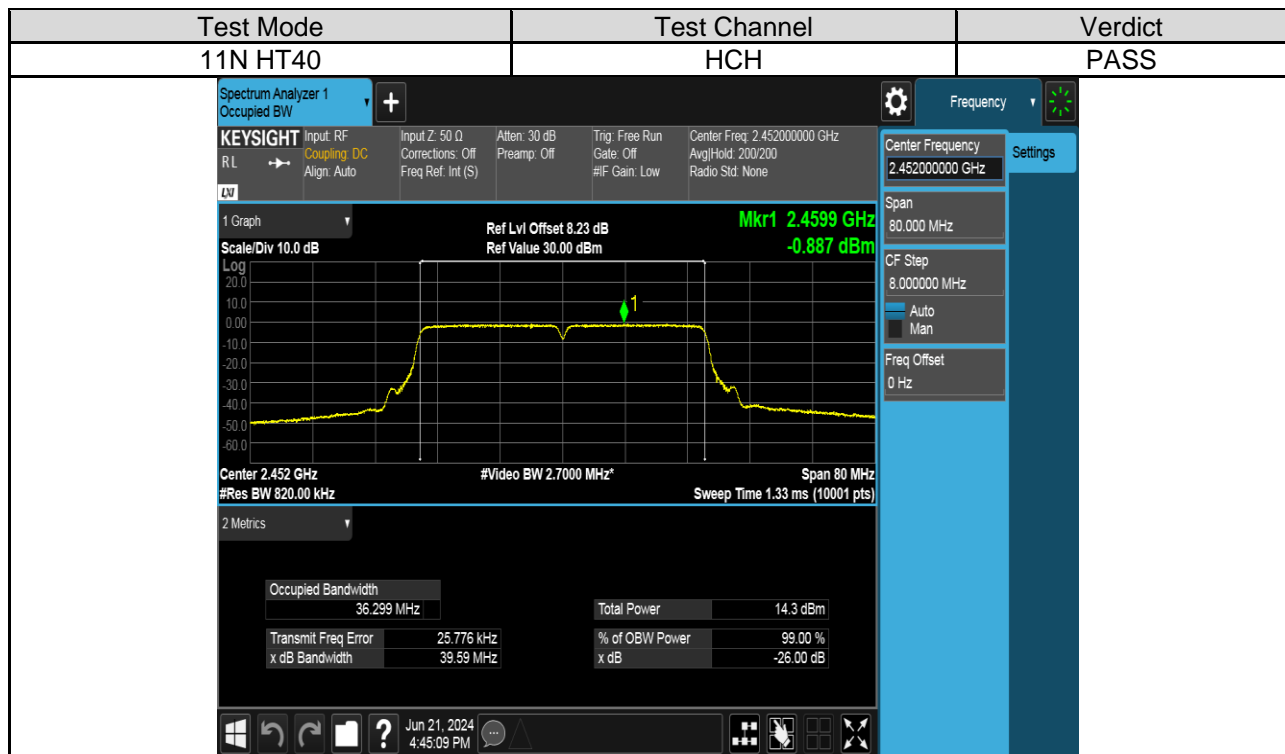 Test Mode Test Channel Verdict
11N HT40 HCH PASS
Spectrum Analyzer 1
Occupied BW
+
Frequency
KEYSIGHT Input: RF Input Z: 50 Ω Atten: 30 dB Trig: Free Run Center Freq: 2.452000000 GHz
RL Coupling: DC Corrections: Off Preamp: Off Gate: Off Avg|Hold: 200/200
Align: Auto Freq Ref: Int (S) #IF Gain: Low Radio Std: None
LXI
Center Frequency
2.452000000 GHz
Settings
Span
80.000 MHz
CF Step
8.000000 MHz
Auto
Man
Freq Offset
0 Hz
1 Graph Ref Lvl Offset 8.23 dB Mkr1 2.4599 GHz
Scale/Div 10.0 dB Ref Value 30.00 dBm -0.887 dBm
Log
20.0
10.0
1
0.00
-10.0
-20.0
-30.0
-40.0
-50.0
-60.0
Center 2.452 GHz #Video BW 2.7000 MHz* Span 80 MHz
#Res BW 820.00 kHz Sweep Time 1.33 ms (10001 pts)
2 Metrics
Occupied Bandwidth
36.299 MHz Total Power 14.3 dBm
Transmit Freq Error 25.776 kHz % of OBW Power 99.00 %
x dB Bandwidth 39.59 MHz x dB -26.00 dB
? Jun 21, 2024
4:45:09 PM